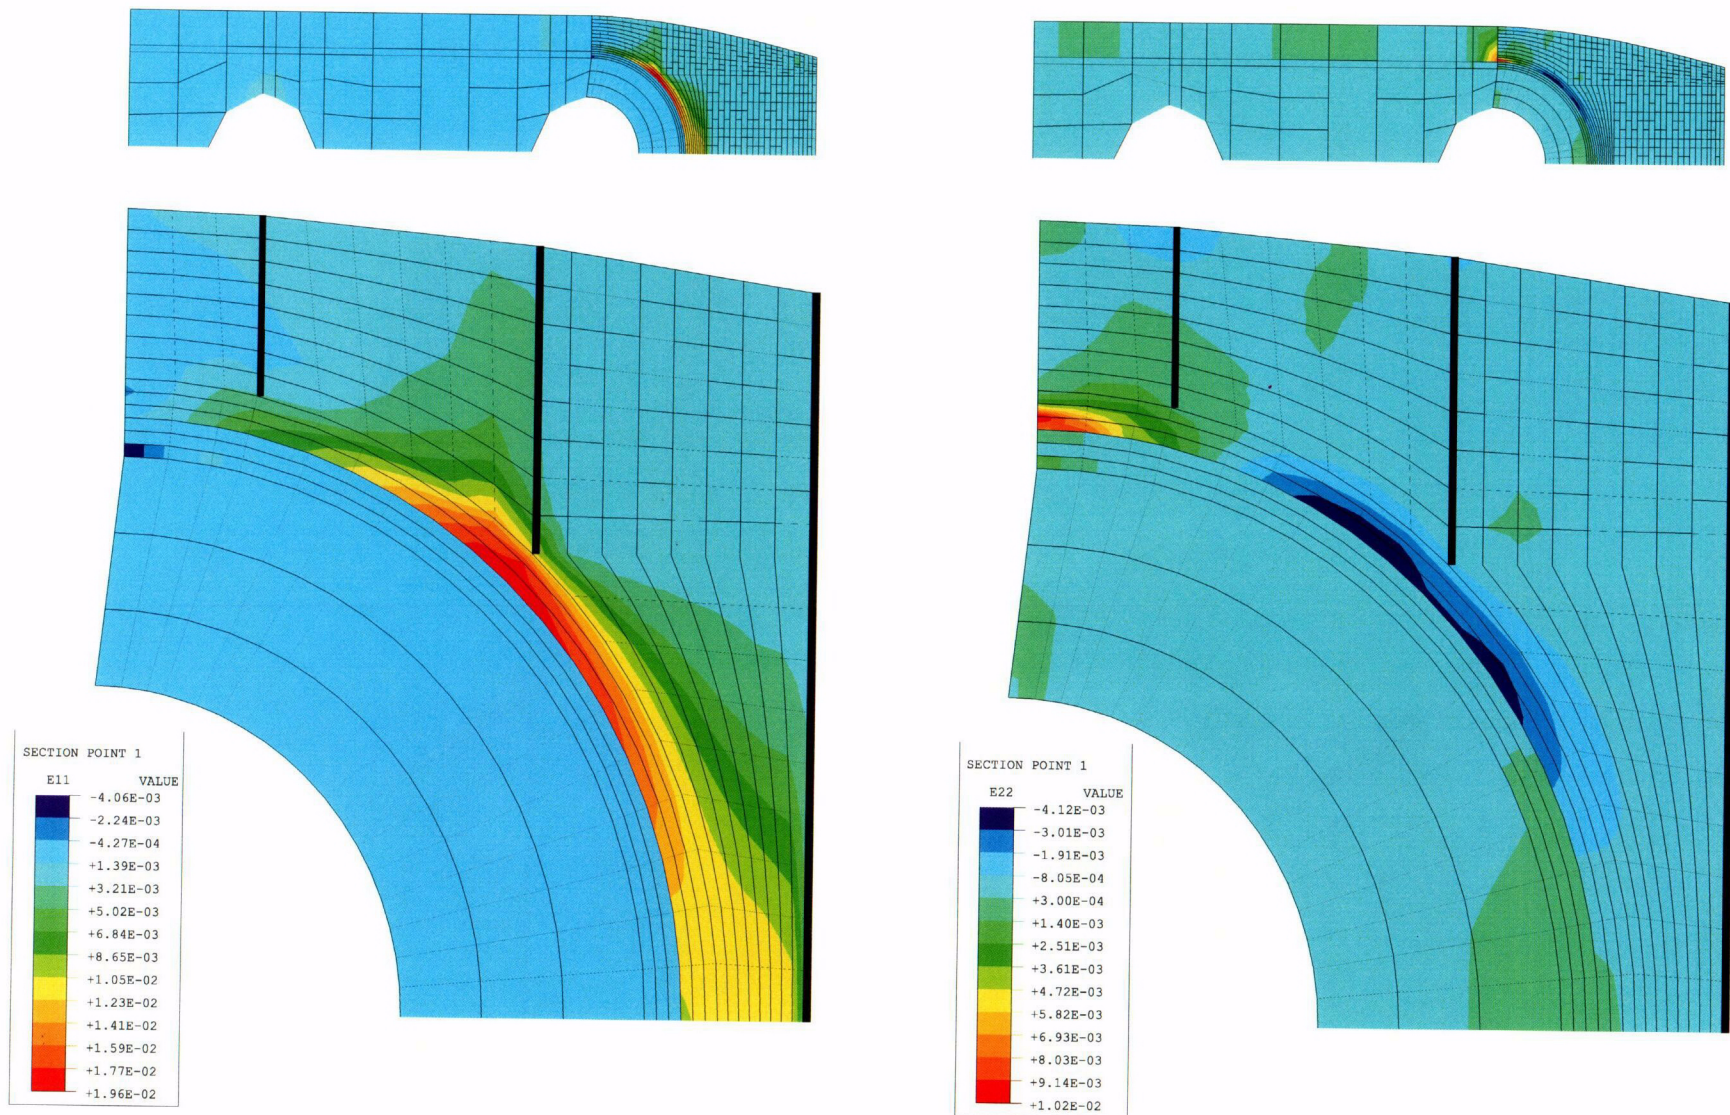 SECTION POINT 1
E11 VALUE
-4.06E-03
-2.24E-03
-4.27E-04
+1.39E-03
+3.21E-03
+5.02E-03
+6.84E-03
+8.65E-03
+1.05E-02
+1.23E-02
+1.41E-02
+1.59E-02
+1.77E-02
+1.96E-02
SECTION POINT 1
E22 VALUE
-4.12E-03
-3.01E-03
-1.91E-03
-8.05E-04
+3.00E-04
+1.40E-03
+2.51E-03
+3.61E-03
+4.72E-03
+5.82E-03
+6.93E-03
+8.03E-03
+9.14E-03
+1.02E-02